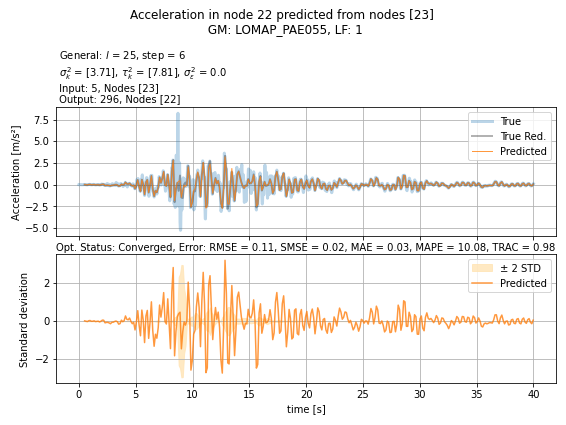 Acceleration in node 22 predicted from nodes [23]
GM: LOMAP_PAE055, LF: 1
General: l = 25, step = 6
σ²ₖ = [3.71], τ²ₖ = [7.81], σ²ε = 0.0
Input: 5, Nodes [23]
Output: 296, Nodes [22]
Acceleration [m/s²]
7.5
5.0
2.5
0.0
−2.5
−5.0
True
True Red.
Predicted
Opt. Status: Converged, Error: RMSE = 0.11, SMSE = 0.02, MAE = 0.03, MAPE = 10.08, TRAC = 0.98
Standard deviation
2
0
−2
± 2 STD
Predicted
0 5 10 15 20 25 30 35 40
time [s]